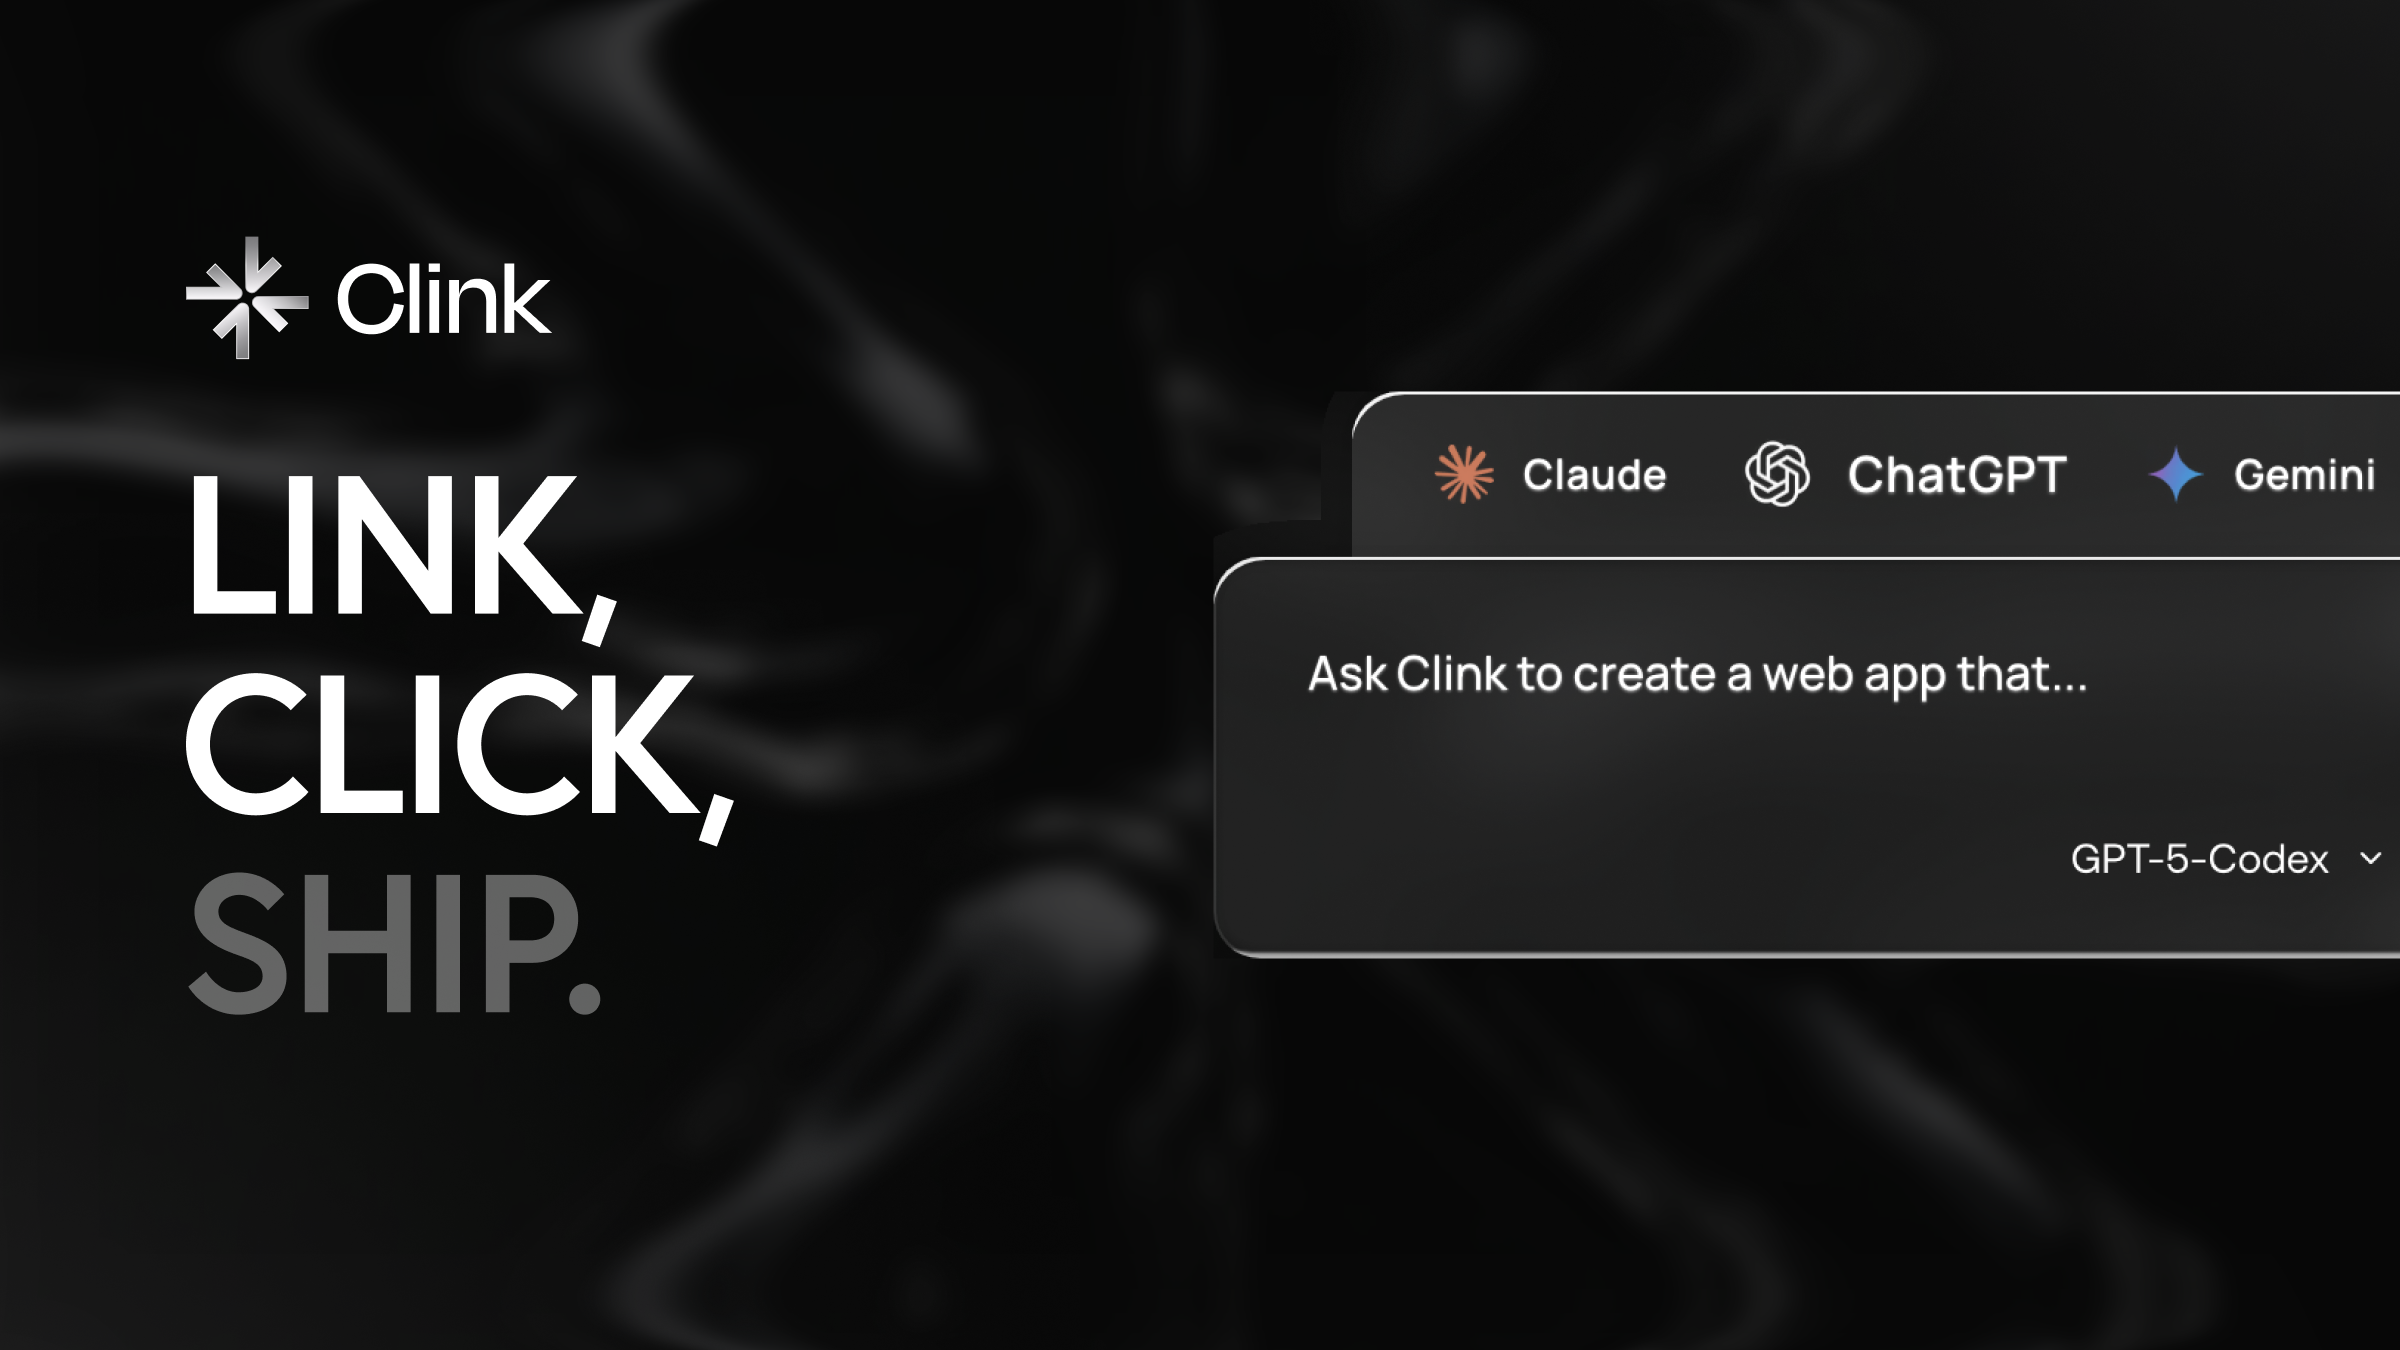 Clink
LINK,
CLICK,
SHIP.
Claude ChatGPT Gemini
Ask Clink to create a web app that...
GPT-5-Codex